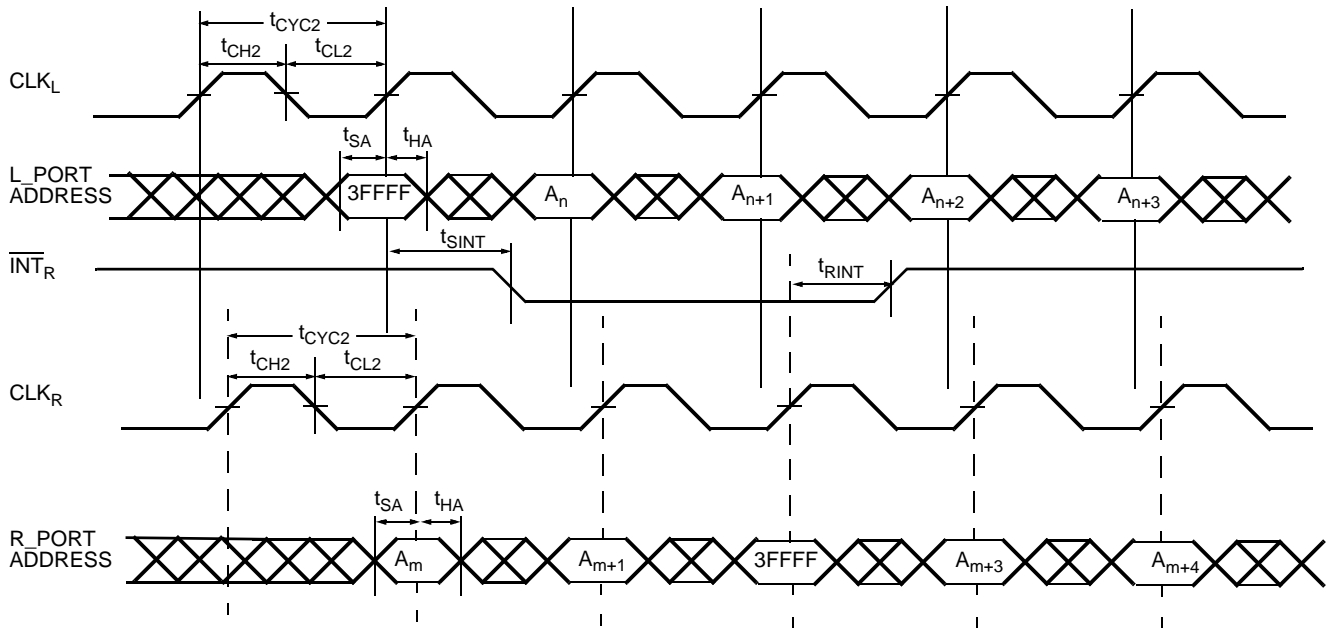 tCYC2
tCH2 tCL2
CLKL
tSA tHA
L_PORT
ADDRESS
3FFFF An An+1 An+2 An+3
tSINT
INTR
tRINT
tCYC2
tCH2 tCL2
CLKR
tSA tHA
R_PORT
ADDRESS
Am Am+1 3FFFF Am+3 Am+4